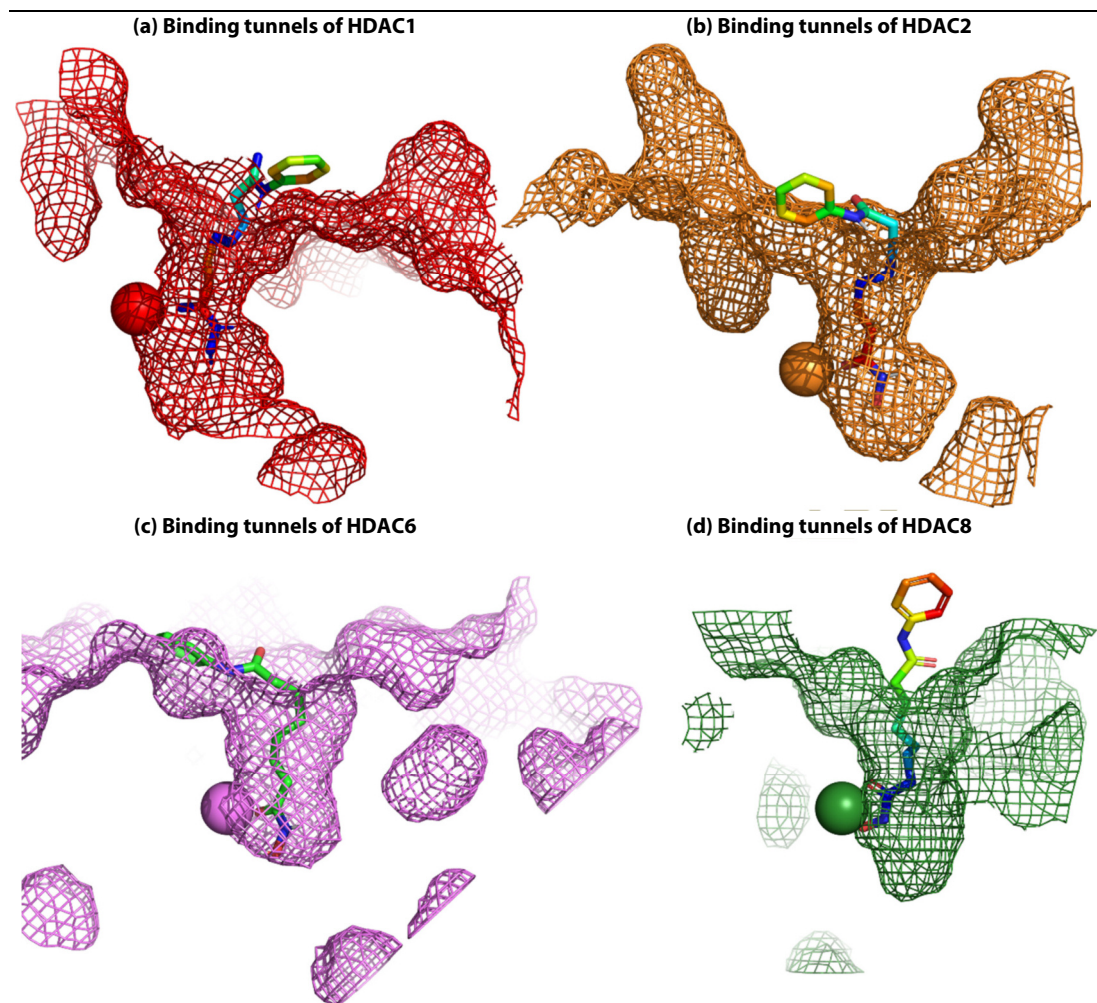 (a) Binding tunnels of HDAC1
(b) Binding tunnels of HDAC2
(c) Binding tunnels of HDAC6
(d) Binding tunnels of HDAC8